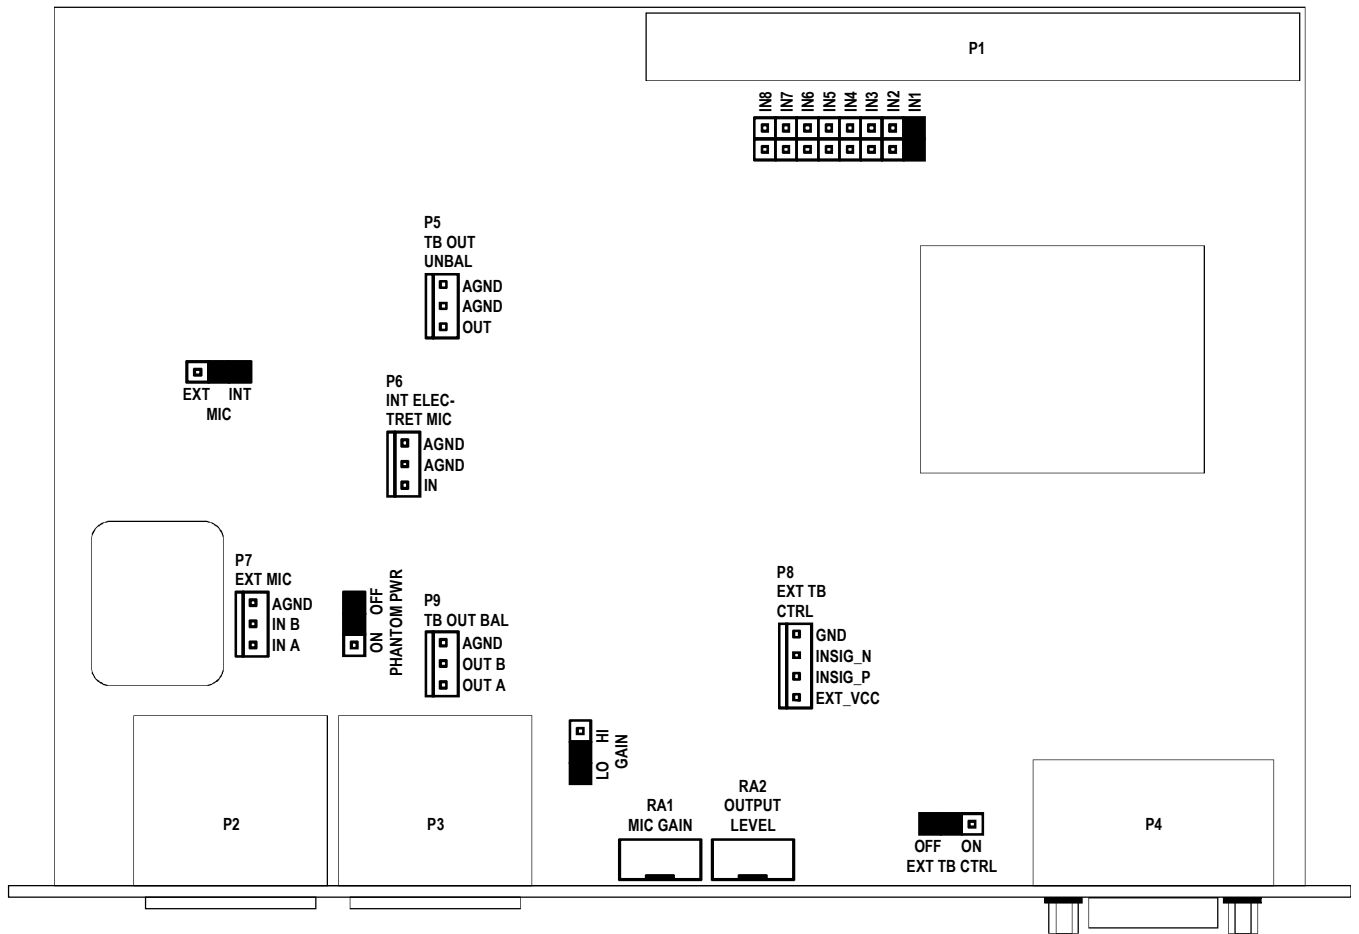 P1
IN8
IN7
IN6
IN5
IN4
IN3
IN2
IN1
P5
TB OUT
UNBAL
AGND
AGND
OUT
EXT INT
MIC
P6
INT ELEC-
TRET MIC
AGND
AGND
IN
P7
EXT MIC
AGND
IN B
IN A
ON OFF
PHANTOM PWR
P9
TB OUT BAL
AGND
OUT B
OUT A
P8
EXT TB
CTRL
GND
INSIG_N
INSIG_P
EXT_VCC
LO HI
GAIN
RA1
MIC GAIN
RA2
OUTPUT
LEVEL
OFF ON
EXT TB CTRL
P2
P3
P4